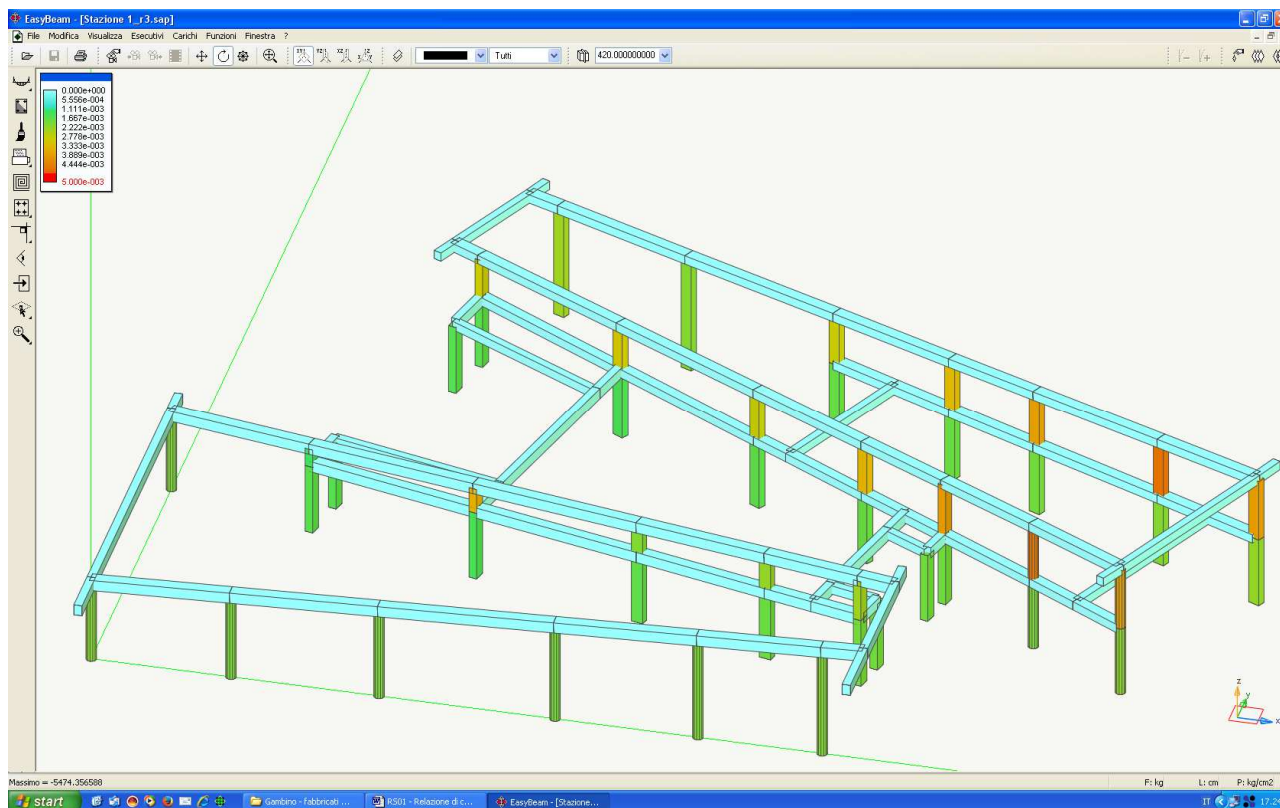 EasyBeam - [Stazione 1_r3.sap]
File Modifica Visualizza Esecutivi Carichi Funzioni Finestra ?
Tutti 420.000000000
0.000e+000
5.556e-004
1.111e-003
1.667e-003
2.222e-003
2.778e-003
3.333e-003
3.889e-003
4.444e-003
5.000e-003
z
y
x
Massimo = -5474.356588 F: kg L: cm P: kg/cm2
start Gambino - fabbricati ... RS01 - Relazione di c... EasyBeam - [Stazione... IT 17.24